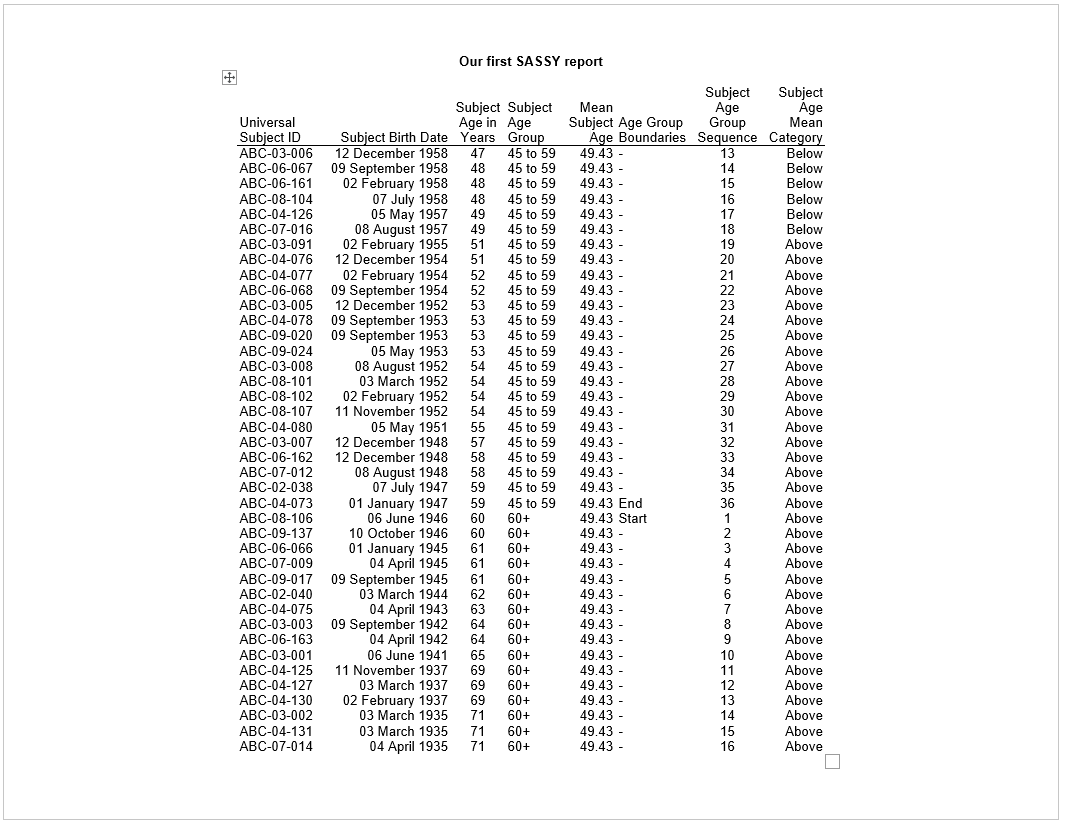 Our first SASSY report
Subject Subject
Subject Subject Mean Age Age
Universal Age in Age Subject Age Group Group Mean
Subject ID Subject Birth Date Years Group Age Boundaries Sequence Category
ABC-03-006 12 December 1958 47 45 to 59 49.43 - 13 Below
ABC-06-067 09 September 1958 48 45 to 59 49.43 - 14 Below
ABC-06-161 02 February 1958 48 45 to 59 49.43 - 15 Below
ABC-08-104 07 July 1958 48 45 to 59 49.43 - 16 Below
ABC-04-126 05 May 1957 49 45 to 59 49.43 - 17 Below
ABC-07-016 08 August 1957 49 45 to 59 49.43 - 18 Below
ABC-03-091 02 February 1955 51 45 to 59 49.43 - 19 Above
ABC-04-076 12 December 1954 51 45 to 59 49.43 - 20 Above
ABC-04-077 02 February 1954 52 45 to 59 49.43 - 21 Above
ABC-06-068 09 September 1954 52 45 to 59 49.43 - 22 Above
ABC-03-005 12 December 1952 53 45 to 59 49.43 - 23 Above
ABC-04-078 09 September 1953 53 45 to 59 49.43 - 24 Above
ABC-09-020 09 September 1953 53 45 to 59 49.43 - 25 Above
ABC-09-024 05 May 1953 53 45 to 59 49.43 - 26 Above
ABC-03-008 08 August 1952 54 45 to 59 49.43 - 27 Above
ABC-08-101 03 March 1952 54 45 to 59 49.43 - 28 Above
ABC-08-102 02 February 1952 54 45 to 59 49.43 - 29 Above
ABC-08-107 11 November 1952 54 45 to 59 49.43 - 30 Above
ABC-04-080 05 May 1951 55 45 to 59 49.43 - 31 Above
ABC-03-007 12 December 1948 57 45 to 59 49.43 - 32 Above
ABC-06-162 12 December 1948 58 45 to 59 49.43 - 33 Above
ABC-07-012 08 August 1948 58 45 to 59 49.43 - 34 Above
ABC-02-038 07 July 1947 59 45 to 59 49.43 - 35 Above
ABC-04-073 01 January 1947 59 45 to 59 49.43 End 36 Above
ABC-08-106 06 June 1946 60 60+ 49.43 Start 1 Above
ABC-09-137 10 October 1946 60 60+ 49.43 - 2 Above
ABC-06-066 01 January 1945 61 60+ 49.43 - 3 Above
ABC-07-009 04 April 1945 61 60+ 49.43 - 4 Above
ABC-09-017 09 September 1945 61 60+ 49.43 - 5 Above
ABC-02-040 03 March 1944 62 60+ 49.43 - 6 Above
ABC-04-075 04 April 1943 63 60+ 49.43 - 7 Above
ABC-03-003 09 September 1942 64 60+ 49.43 - 8 Above
ABC-06-163 04 April 1942 64 60+ 49.43 - 9 Above
ABC-03-001 06 June 1941 65 60+ 49.43 - 10 Above
ABC-04-125 11 November 1937 69 60+ 49.43 - 11 Above
ABC-04-127 03 March 1937 69 60+ 49.43 - 12 Above
ABC-04-130 02 February 1937 69 60+ 49.43 - 13 Above
ABC-03-002 03 March 1935 71 60+ 49.43 - 14 Above
ABC-04-131 03 March 1935 71 60+ 49.43 - 15 Above
ABC-07-014 04 April 1935 71 60+ 49.43 - 16 Above